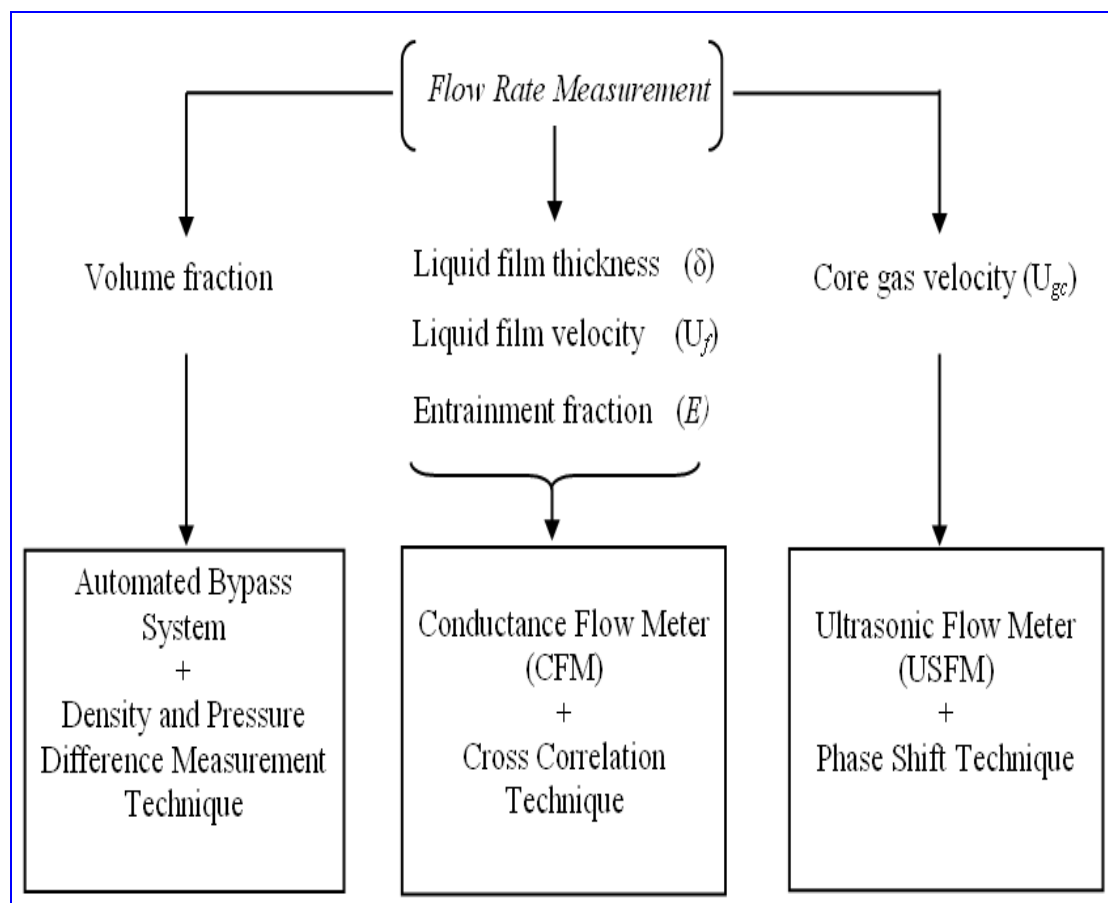 Flow Rate Measurement
Volume fraction
Liquid film thickness (δ)
Liquid film velocity (U_f)
Entrainment fraction (E)
Core gas velocity (U_gc)
Automated Bypass
System
+
Density and Pressure
Difference Measurement
Technique
Conductance Flow Meter
(CFM)
+
Cross Correlation
Technique
Ultrasonic Flow Meter
(USFM)
+
Phase Shift Technique